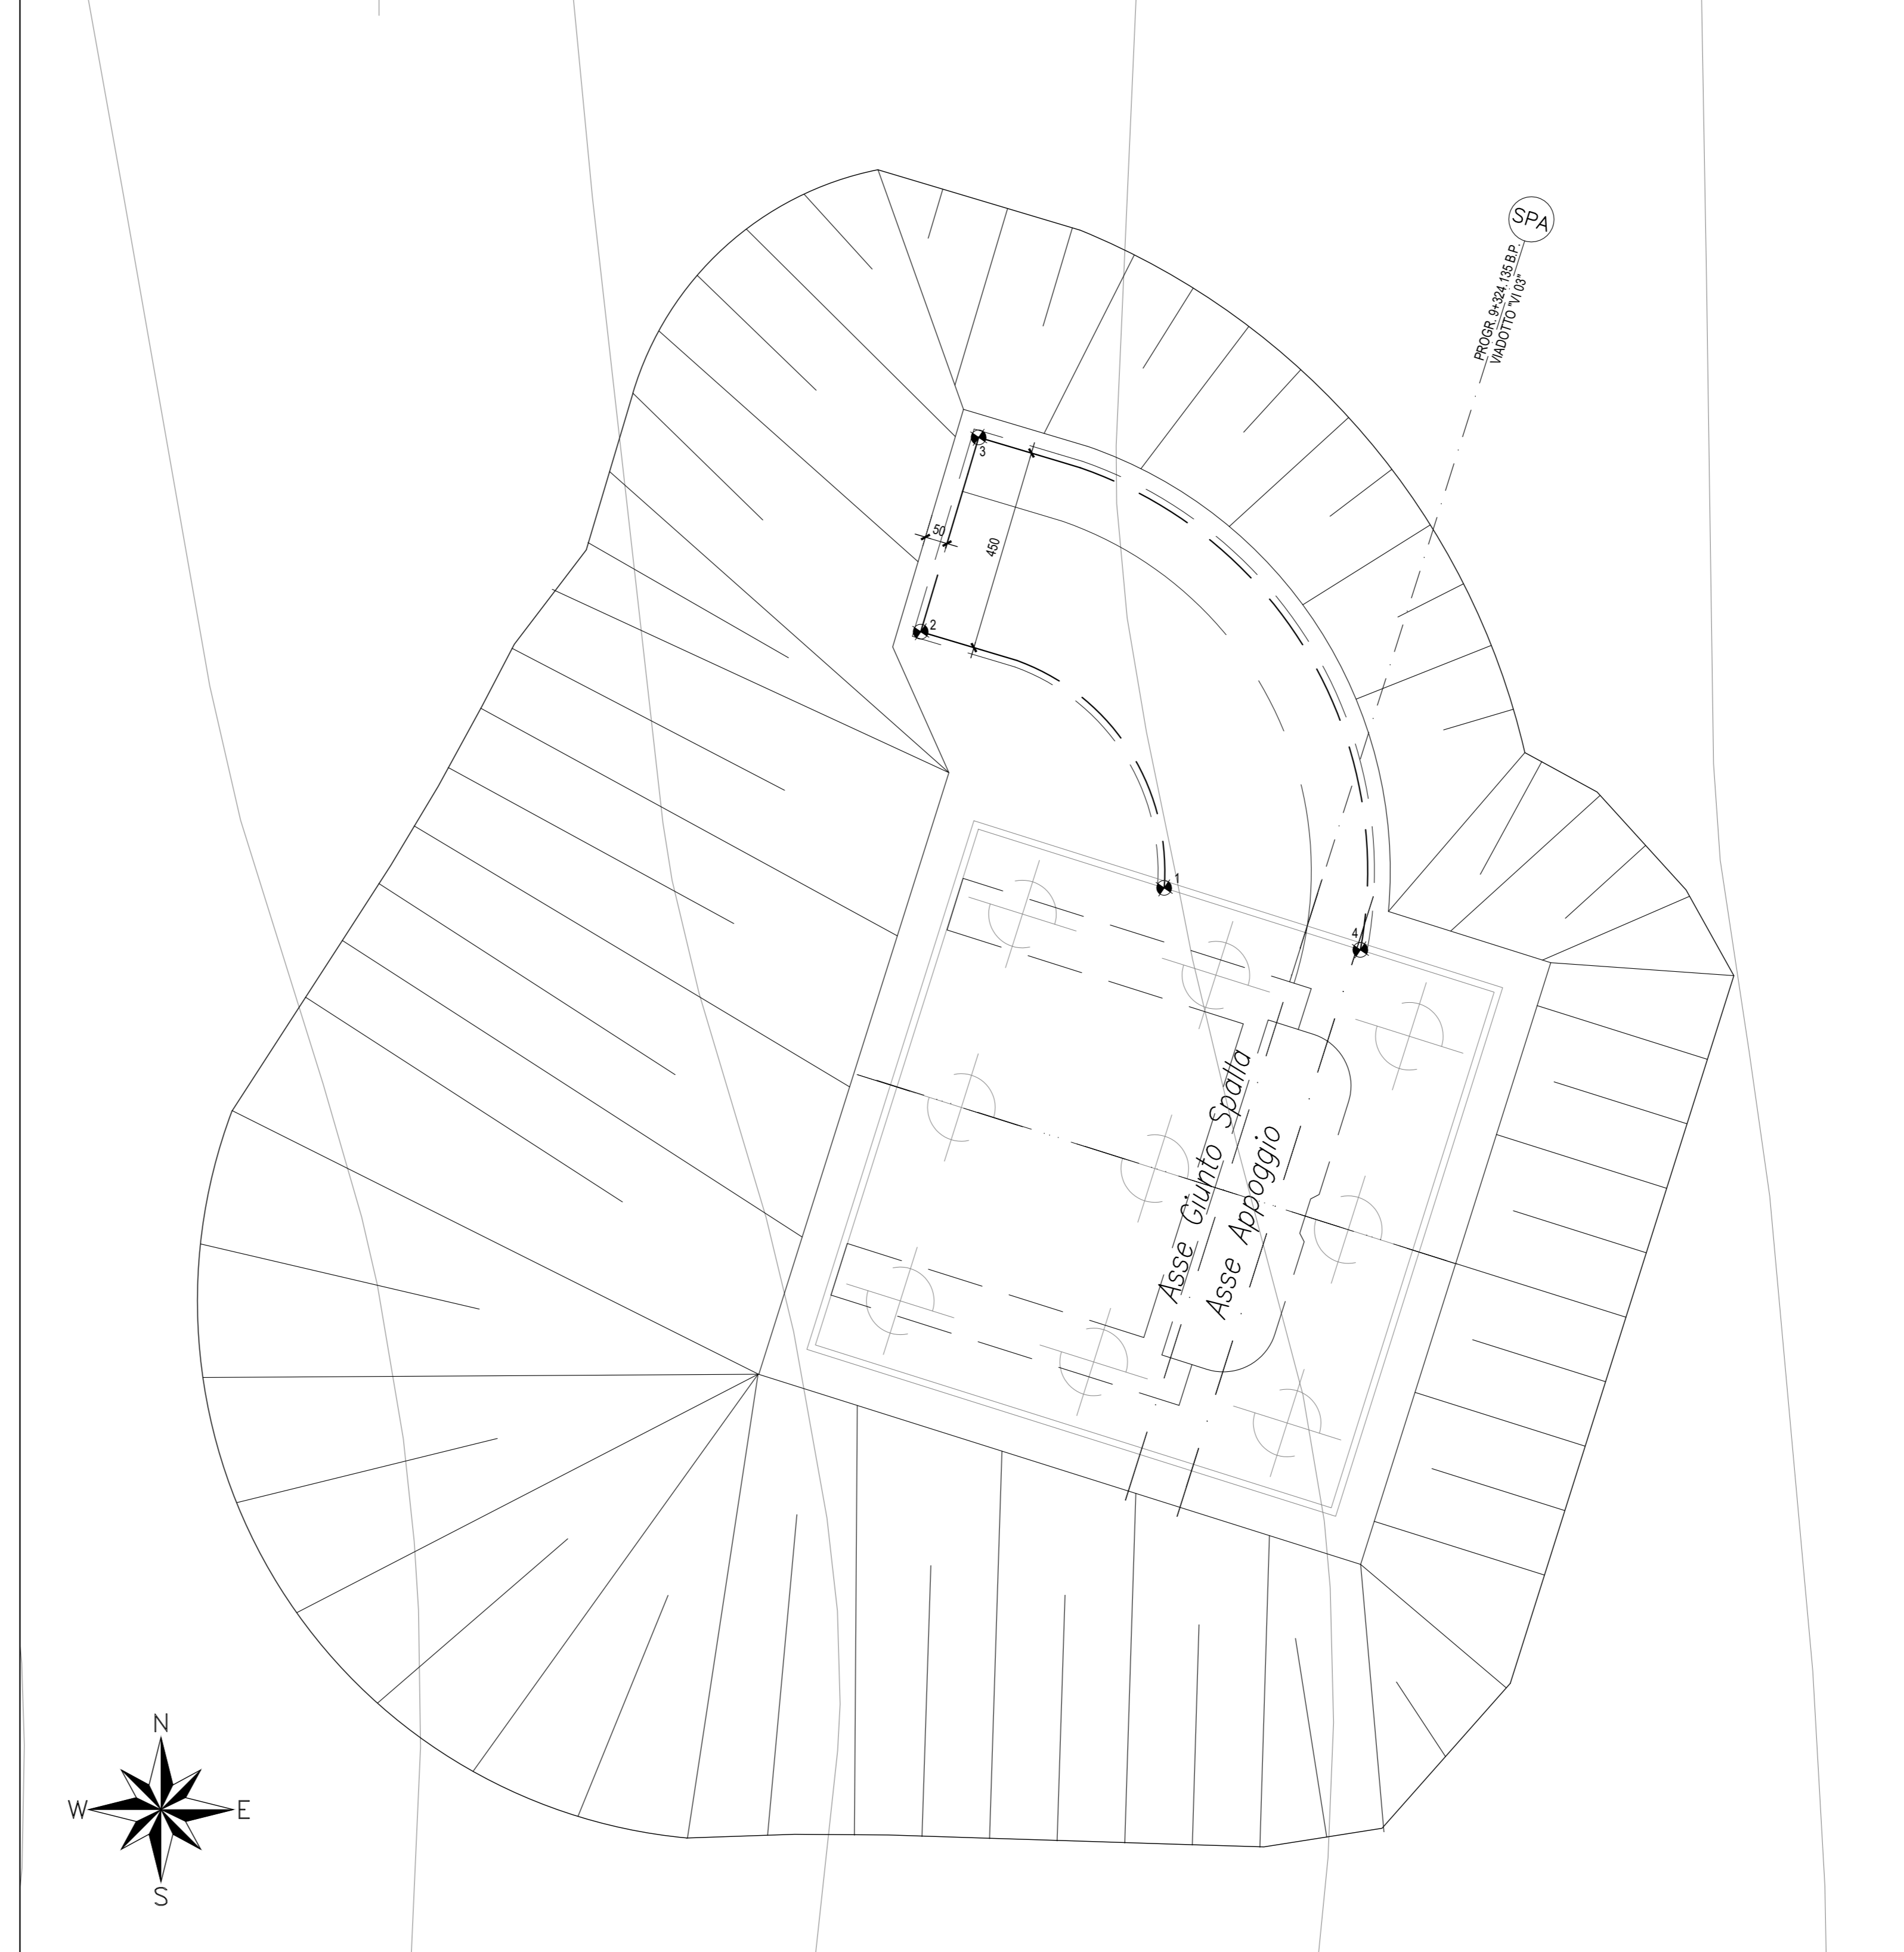 SPA
PROGR. 9+324.135 B.P.
VIADOTTO "VI 03"
3
50
450
2
1
4
Asse Giunto Spalla
Asse Appoggio
N
W
E
S